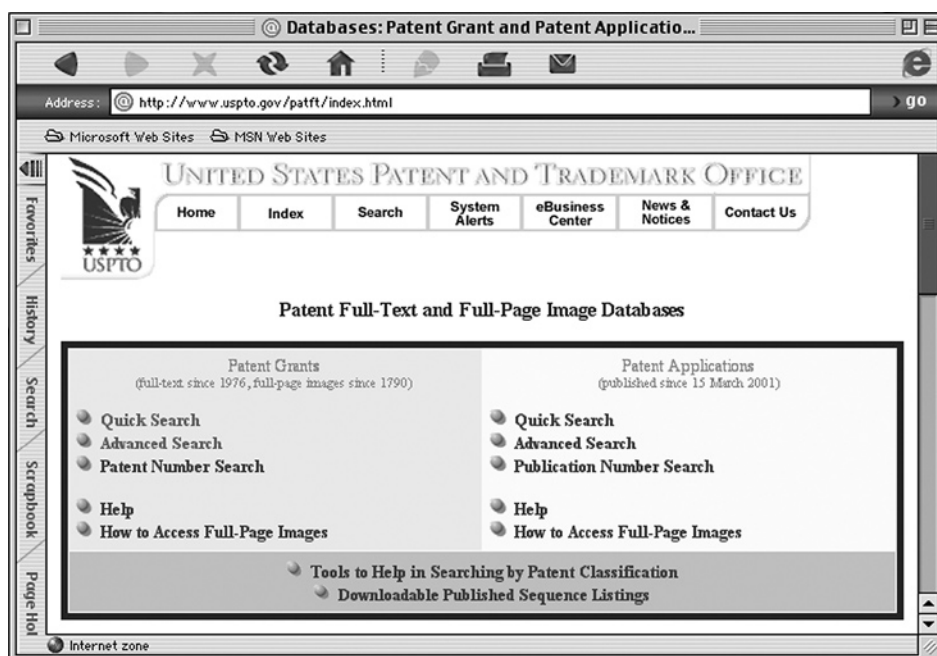 Databases: Patent Grant and Patent Applicatio...
Address: http://www.uspto.gov/patft/index.html go
Microsoft Web Sites MSN Web Sites
UNITED STATES PATENT AND TRADEMARK OFFICE
Home Index Search System Alerts eBusiness Center News & Notices Contact Us
USPTO
Favorites
History
Search
Scrapbook
Page Hol
Patent Full-Text and Full-Page Image Databases
Patent Grants
(full-text since 1976, full-page images since 1790)
Quick Search
Advanced Search
Patent Number Search
Help
How to Access Full-Page Images
Patent Applications
(published since 15 March 2001)
Quick Search
Advanced Search
Publication Number Search
Help
How to Access Full-Page Images
Tools to Help in Searching by Patent Classification
Downloadable Published Sequence Listings
Internet zone